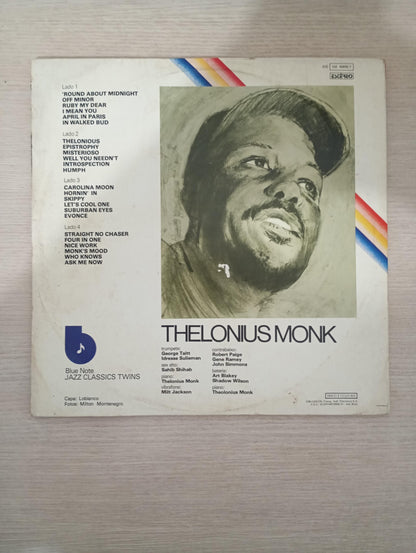 Lado 1
'ROUND ABOUT MIDNIGHT
OFF MINOR
RUBY MY DEAR
I MEAN YOU
APRIL IN PARIS
IN WALKED BUD
Lado 2
THELONIOUS
EPISTROPHY
MISTERIOSO
WELL YOU NEEDN'T
INTROSPECTION
HUMPH
Lado 3
CAROLINA MOON
HORNIN' IN
SKIPPY
LET'S COOL ONE
SUBURBAN EYES
EVONCE
Lado 4
STRAIGHT NO CHASER
FOUR IN ONE
NICE WORK
MONK'S MOOD
WHO KNOWS
ASK ME NOW
THELONIUS MONK
trumpete:
George Taitt
Idresse Sulieman
sax alto:
Sahib Shihab
piano:
Thelonius Monk
vibrafone:
Milt Jackson
contrabaixo:
Robert Paige
Gene Ramey
John Simmons
bateria:
Art Blakey
Shadow Wilson
piano:
Theolonius Monk
Blue Note
JAZZ CLASSICS TWINS
Capa: Loblanco
Fotos: Milton Montenegro